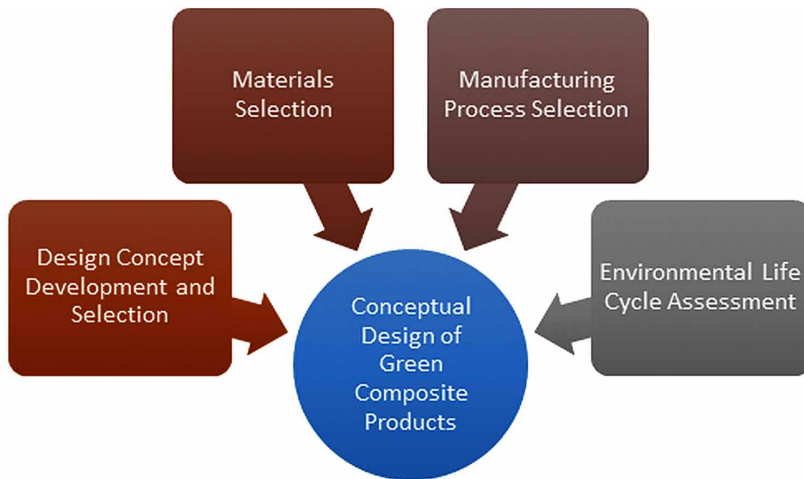 Materials
Selection
Manufacturing
Process Selection
Design Concept
Development and
Selection
Environmental Life
Cycle Assessment
Conceptual
Design of
Green
Composite
Products